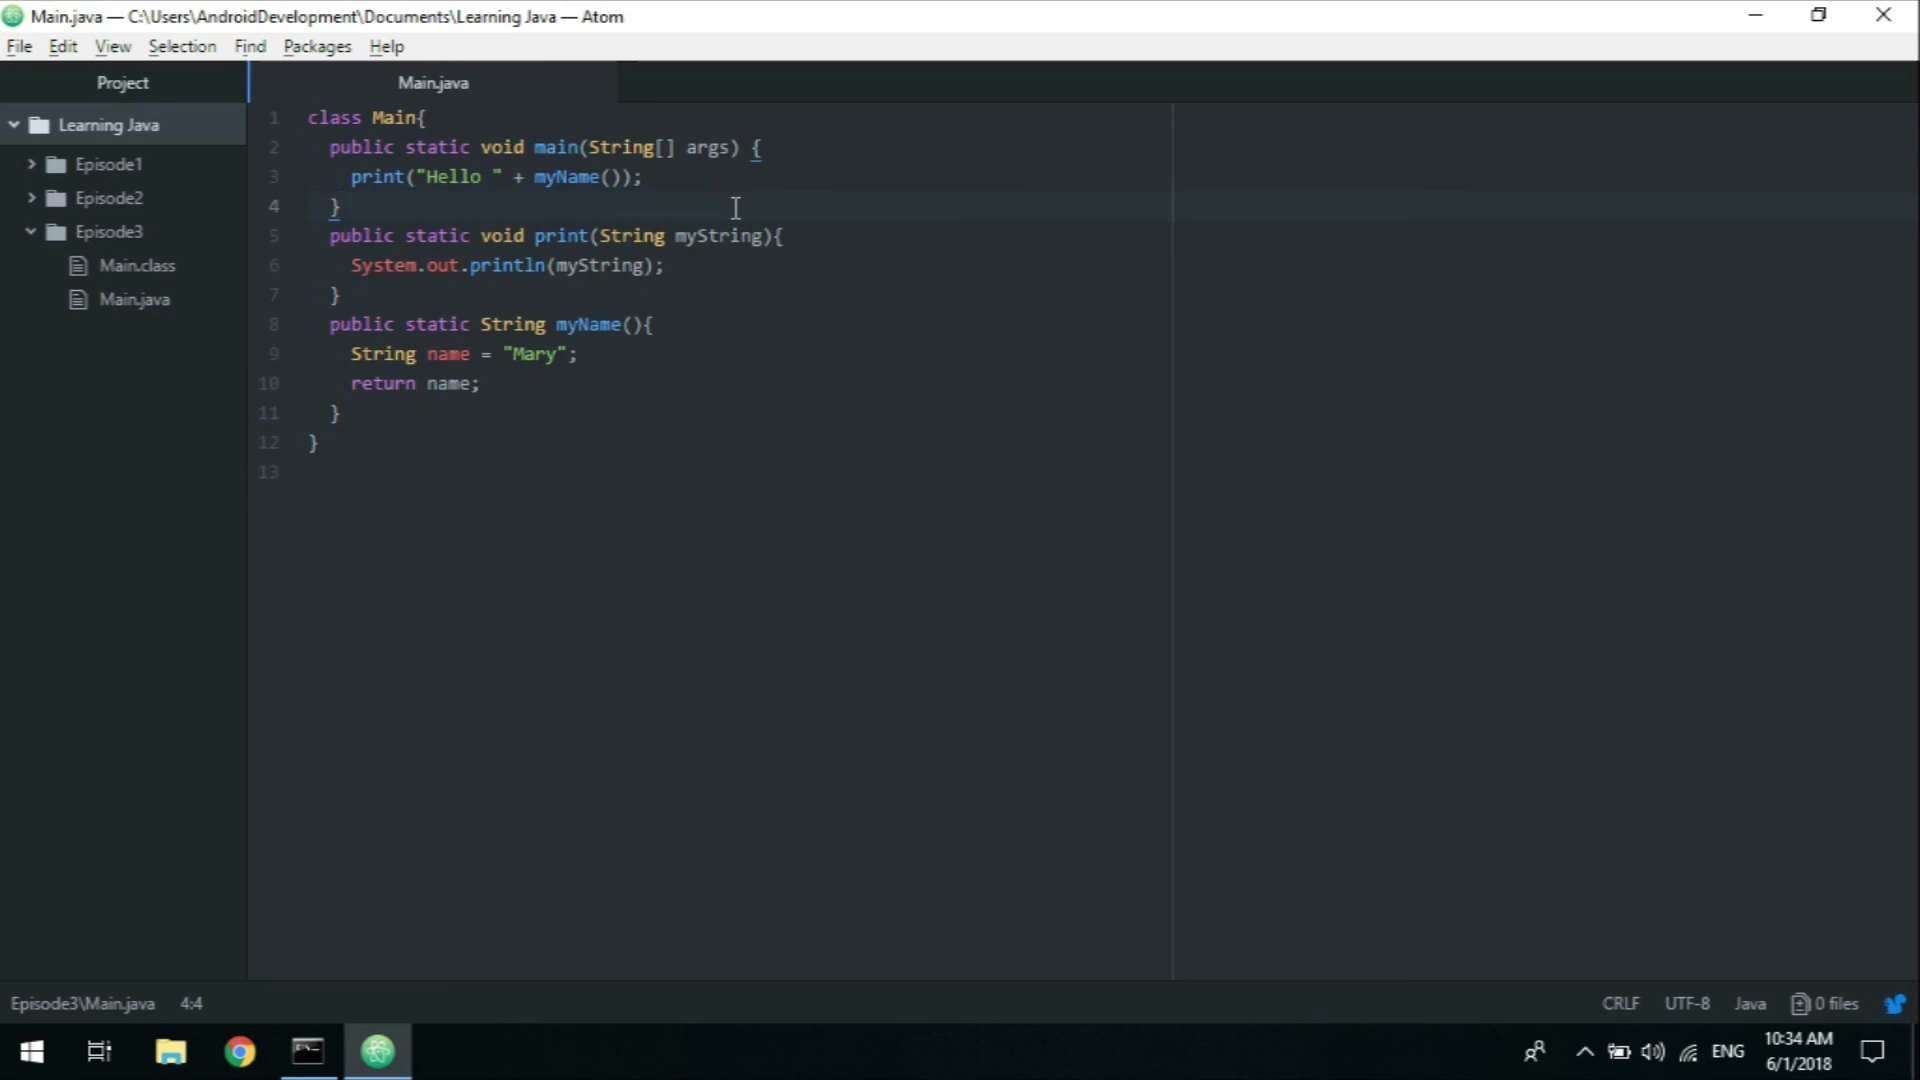 Main.java — C:\Users\AndroidDevelopment\Documents\Learning Java — Atom
File Edit View Selection Find Packages Help
Project
Main.java
Learning Java
Episode1
Episode2
Episode3
Main.class
Main.java
1 class Main{
2 public static void main(String[] args) {
3 print("Hello " + myName());
4 }
5 public static void print(String myString){
6 System.out.println(myString);
7 }
8 public static String myName(){
9 String name = "Mary";
10 return name;
11 }
12 }
13
Episode3\Main.java 4:4
CRLF UTF-8 Java 0 files
ENG
10:34 AM
6/1/2018